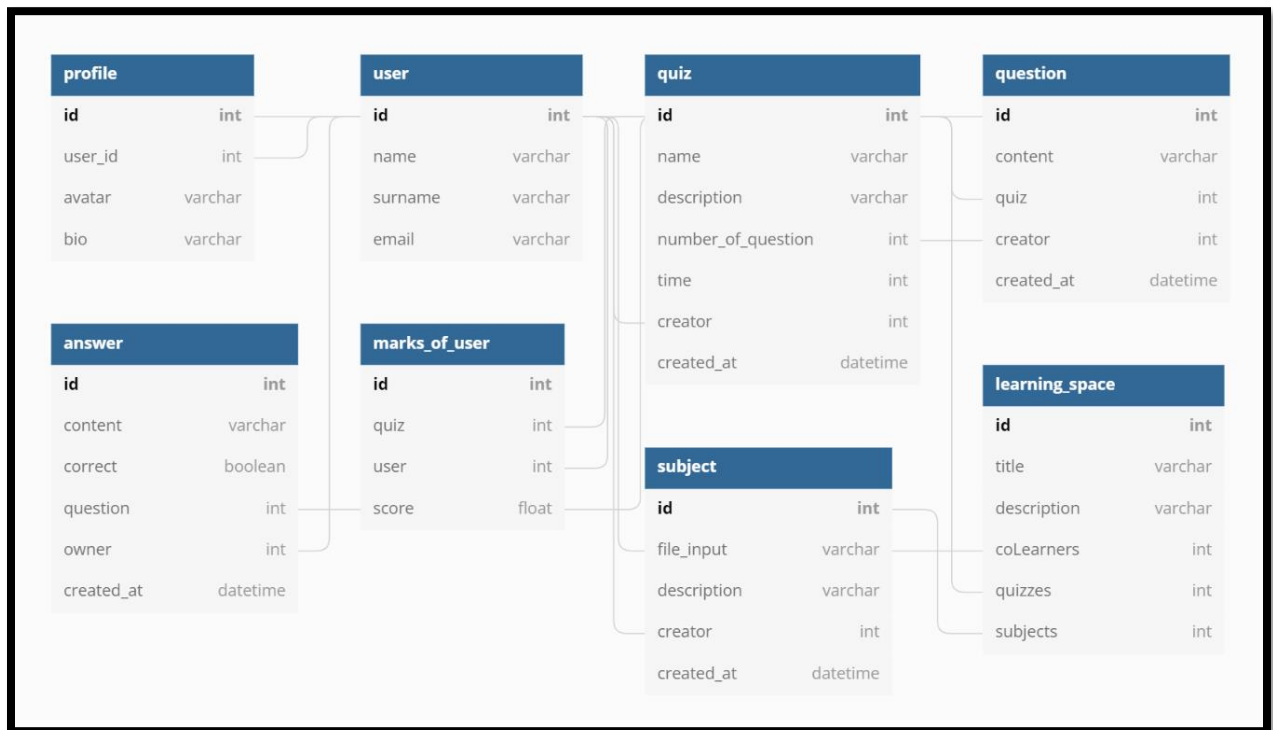 profile
id int
user_id int
avatar varchar
bio varchar
user
id int
name varchar
surname varchar
email varchar
quiz
id int
name varchar
description varchar
number_of_question int
time int
creator int
created_at datetime
question
id int
content varchar
quiz int
creator int
created_at datetime
answer
id int
content varchar
correct boolean
question int
owner int
created_at datetime
marks_of_user
id int
quiz int
user int
score float
subject
id int
file_input varchar
description varchar
creator int
created_at datetime
learning_space
id int
title varchar
description varchar
coLearners int
quizzes int
subjects int